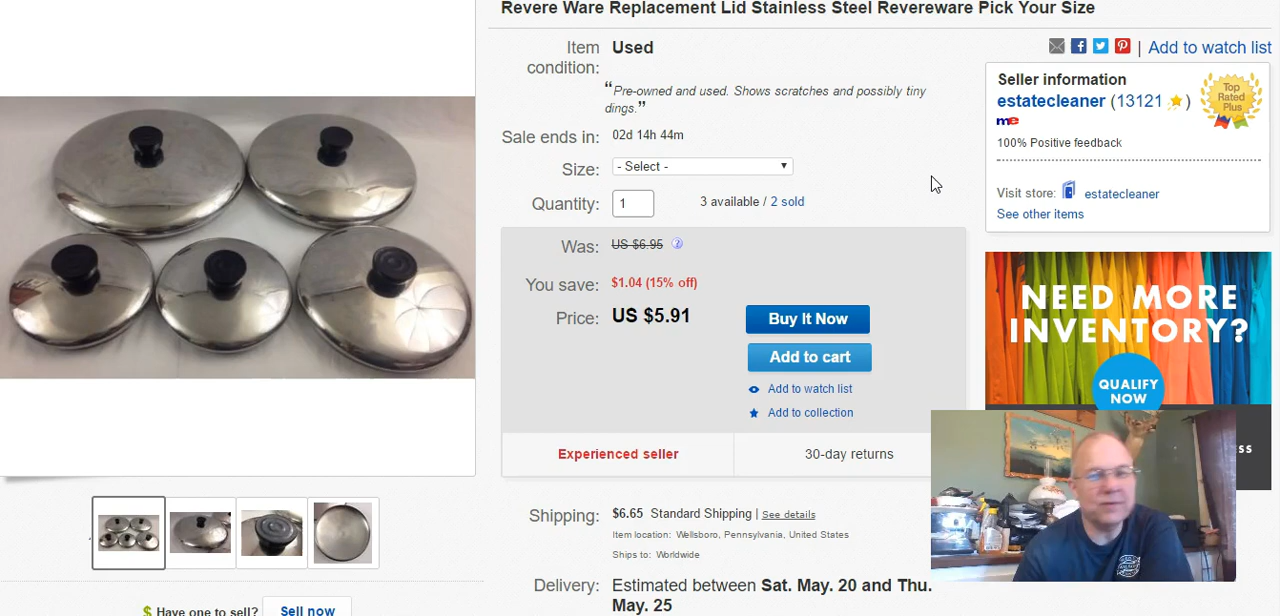 Revere Ware Replacement Lid Stainless Steel Revereware Pick Your Size
Item condition: Used
“Pre-owned and used. Shows scratches and possibly tiny
dings.”
Sale ends in: 02d 14h 44m
Size: - Select -
Quantity: 1 3 available / 2 sold
Was: US $6.95 ?
You save: $1.04 (15% off)
Price: US $5.91
Buy It Now
Add to cart
Add to watch list
Add to collection
Experienced seller 30-day returns
Shipping: $6.65 Standard Shipping | See details
Item location: Wellsboro, Pennsylvania, United States
Ships to: Worldwide
Delivery: Estimated between Sat. May. 20 and Thu.
May. 25
| Add to watch list
Seller information
estatecleaner (13121 )
me
100% Positive feedback
Top
Rated
Plus
Visit store: estatecleaner
See other items
NEED MORE
INVENTORY?
QUALIFY
NOW
SS
$ Have one to sell? Sell now